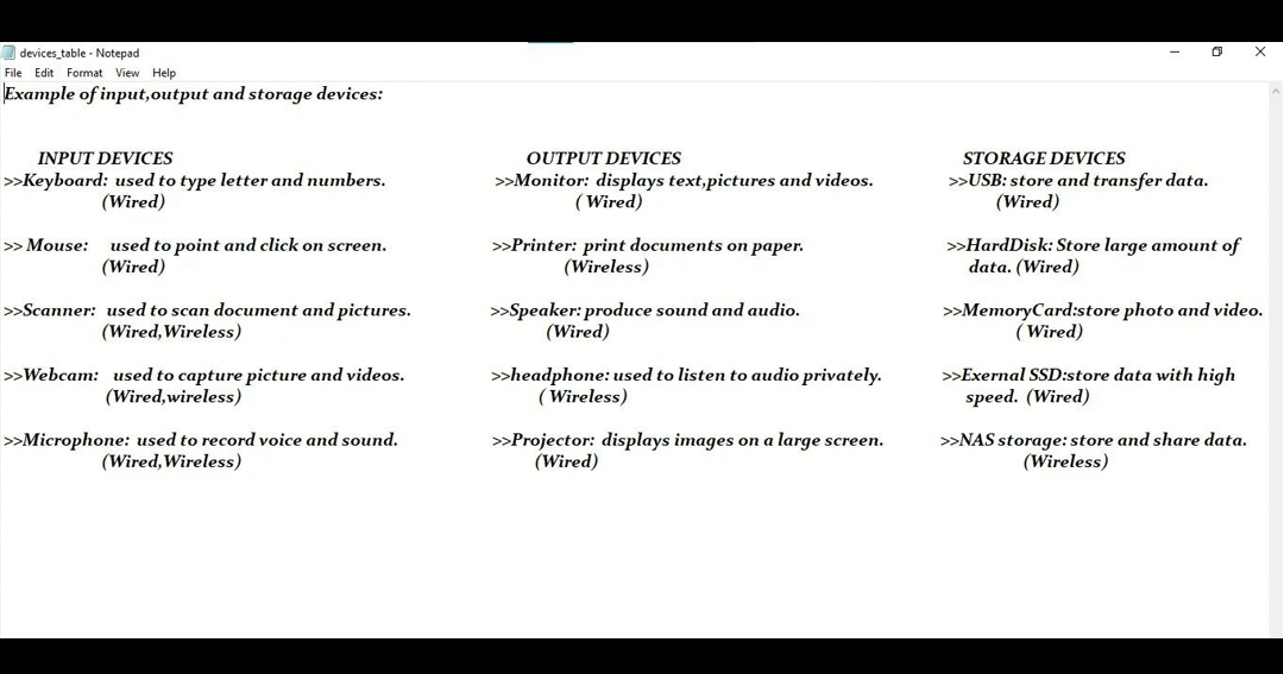 devices_table - Notepad
File Edit Format View Help
Example of input,output and storage devices:
INPUT DEVICES OUTPUT DEVICES STORAGE DEVICES
>>Keyboard: used to type letter and numbers. >>Monitor: displays text,pictures and videos. >>USB: store and transfer data.
(Wired) ( Wired) (Wired)
>> Mouse: used to point and click on screen. >>Printer: print documents on paper. >>HardDisk: Store large amount of
(Wired) (Wireless) data. (Wired)
>>Scanner: used to scan document and pictures. >>Speaker: produce sound and audio. >>MemoryCard:store photo and video.
(Wired,Wireless) (Wired) ( Wired)
>>Webcam: used to capture picture and videos. >>headphone: used to listen to audio privately. >>Exernal SSD:store data with high
(Wired,wireless) ( Wireless) speed. (Wired)
>>Microphone: used to record voice and sound. >>Projector: displays images on a large screen. >>NAS storage: store and share data.
(Wired,Wireless) (Wired) (Wireless)